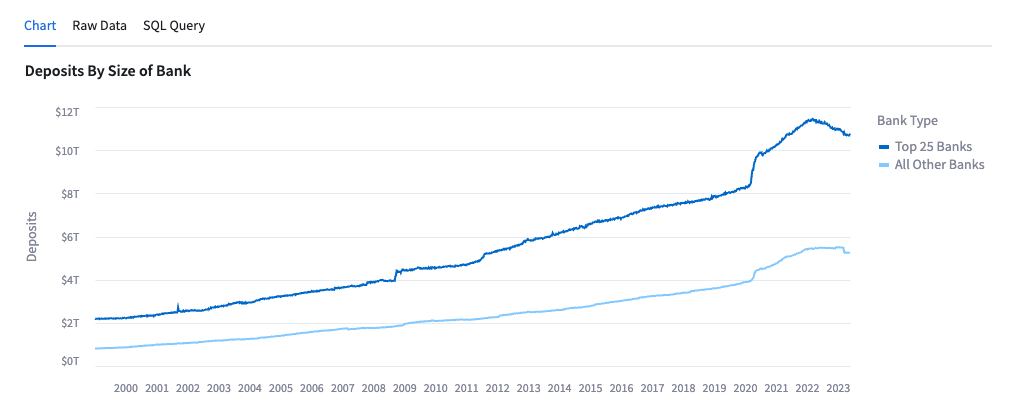 Chart Raw Data SQL Query
Deposits By Size of Bank
$12T
$10T
$8T
$6T
$4T
$2T
$0T
Deposits
2000 2001 2002 2003 2004 2005 2006 2007 2008 2009 2010 2011 2012 2013 2014 2015 2016 2017 2018 2019 2020 2021 2022 2023
Bank Type
Top 25 Banks
All Other Banks